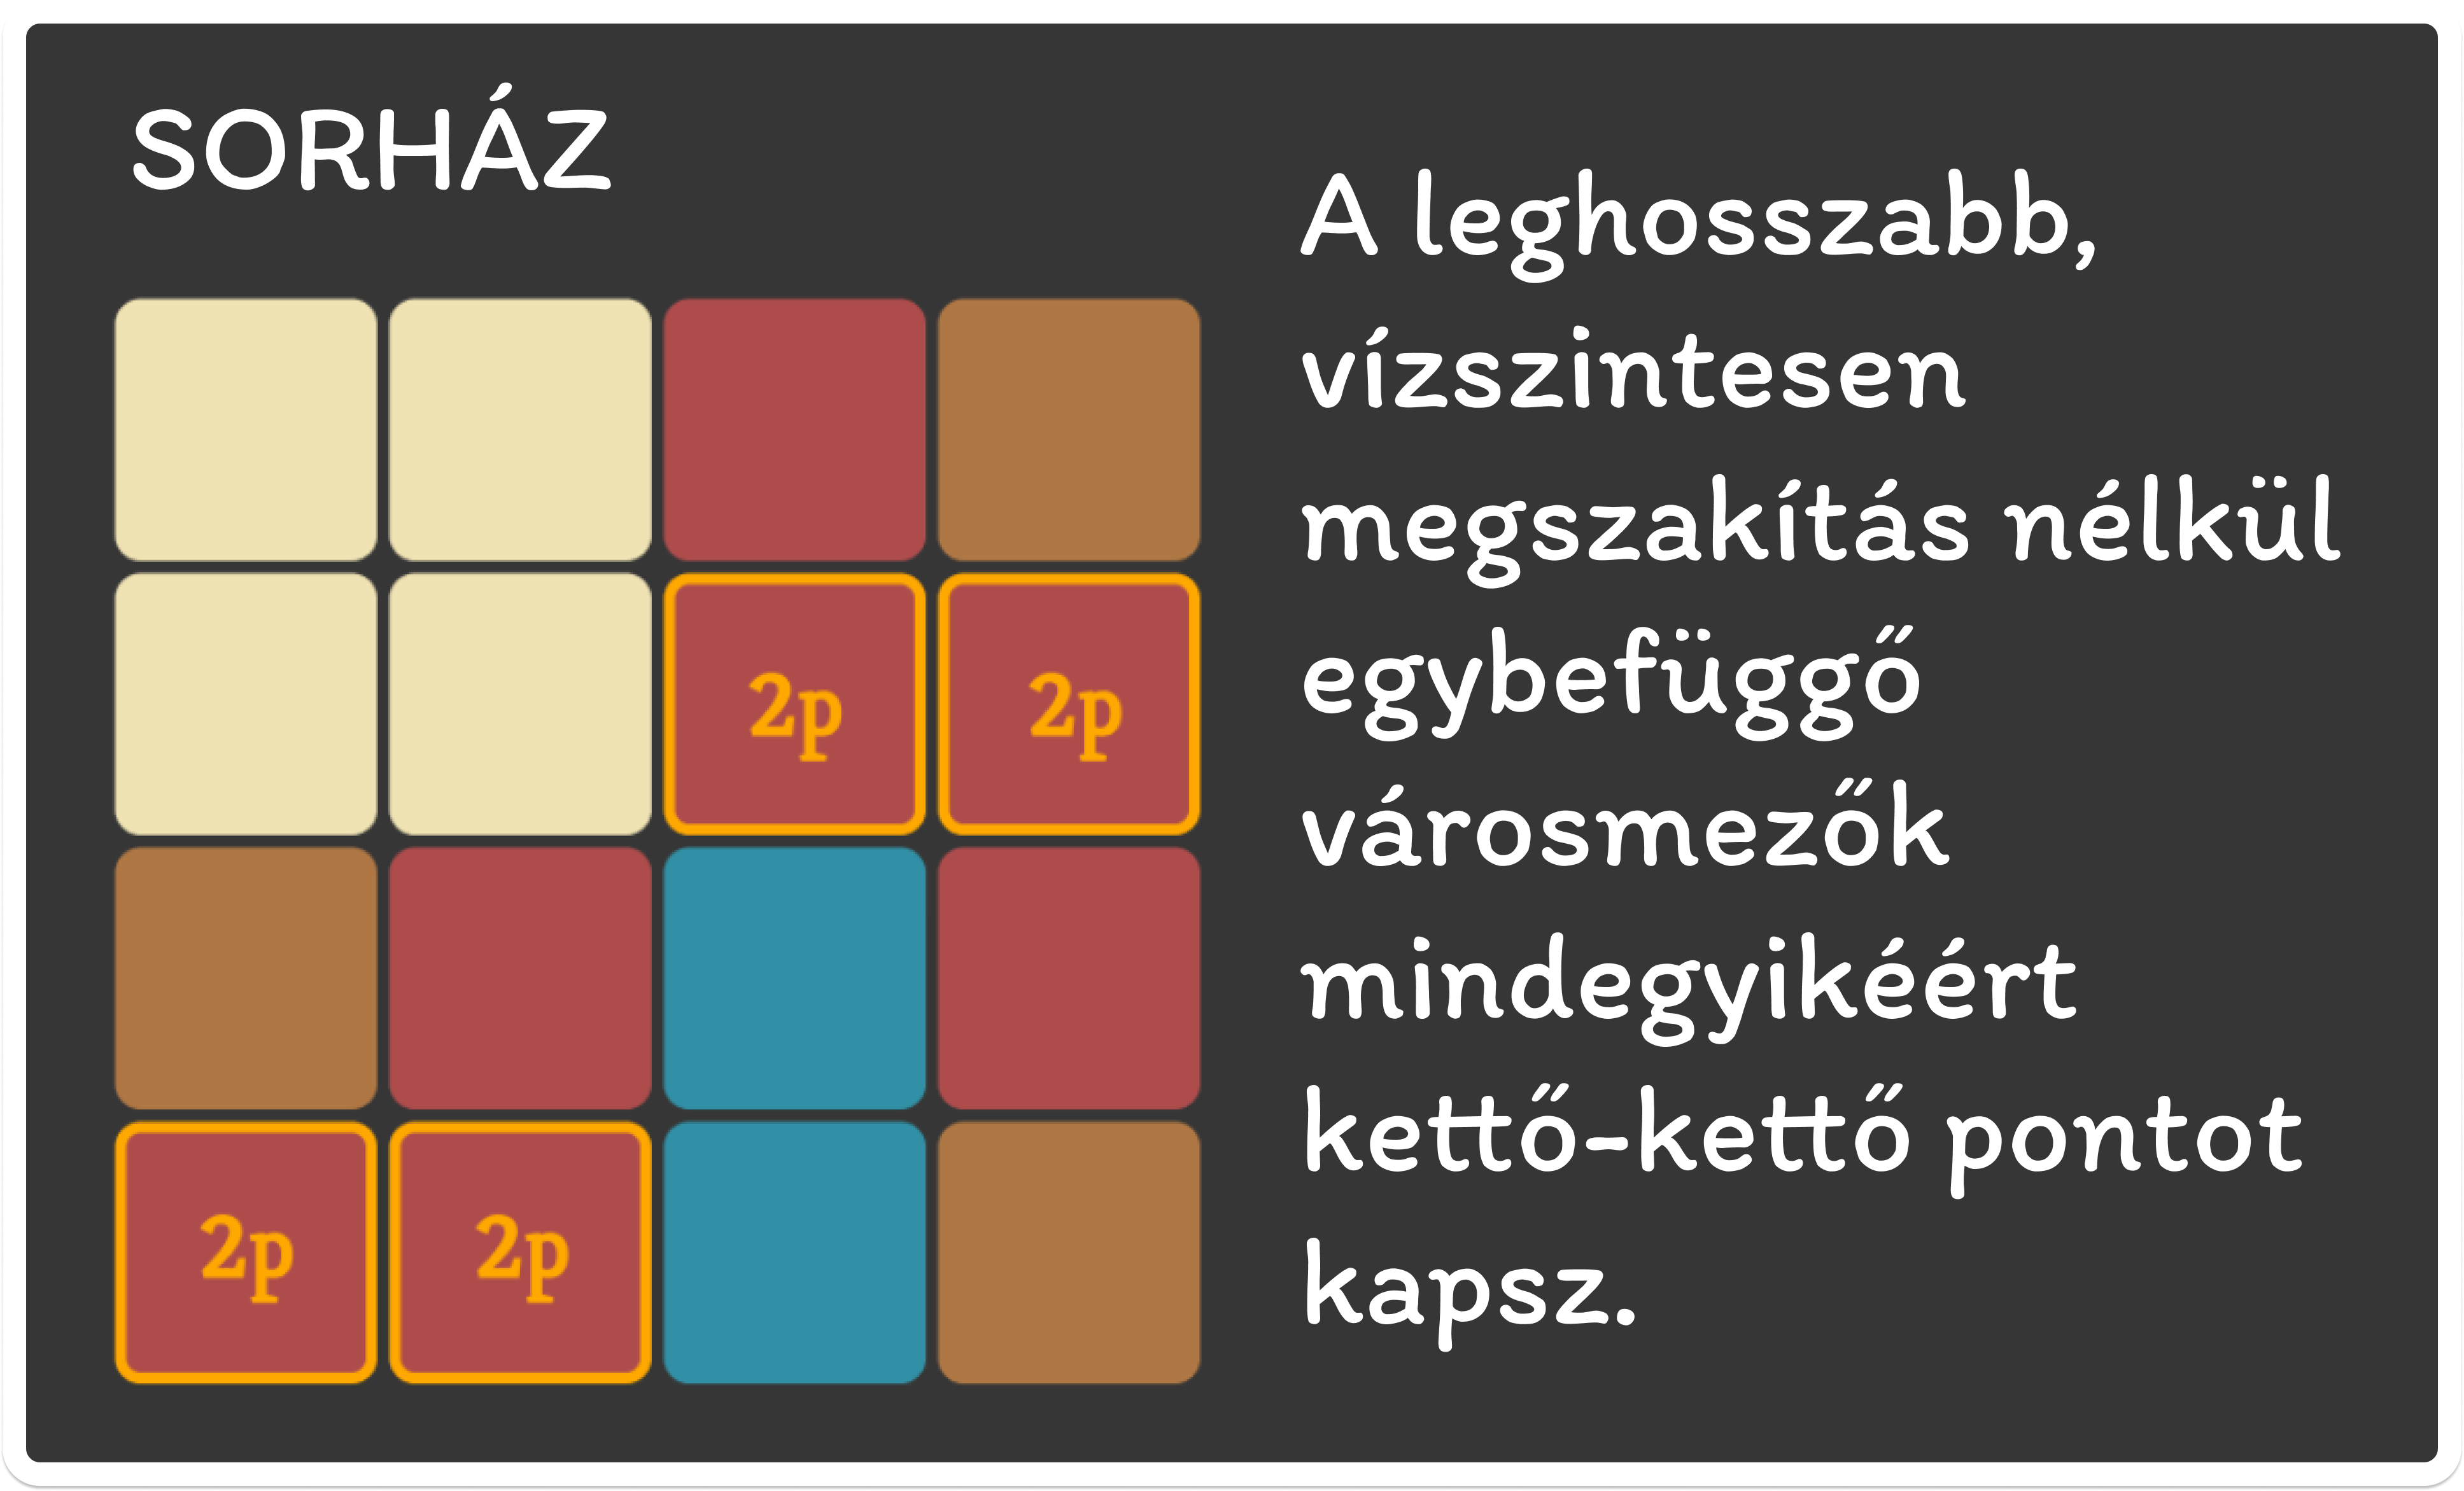 SORHÁZ
2p 2p
2p 2p
A leghosszabb,
vízszintesen
megszakítás nélkül
egybefüggő
városmezők
mindegyikéért
kettő-kettő pontot
kapsz.